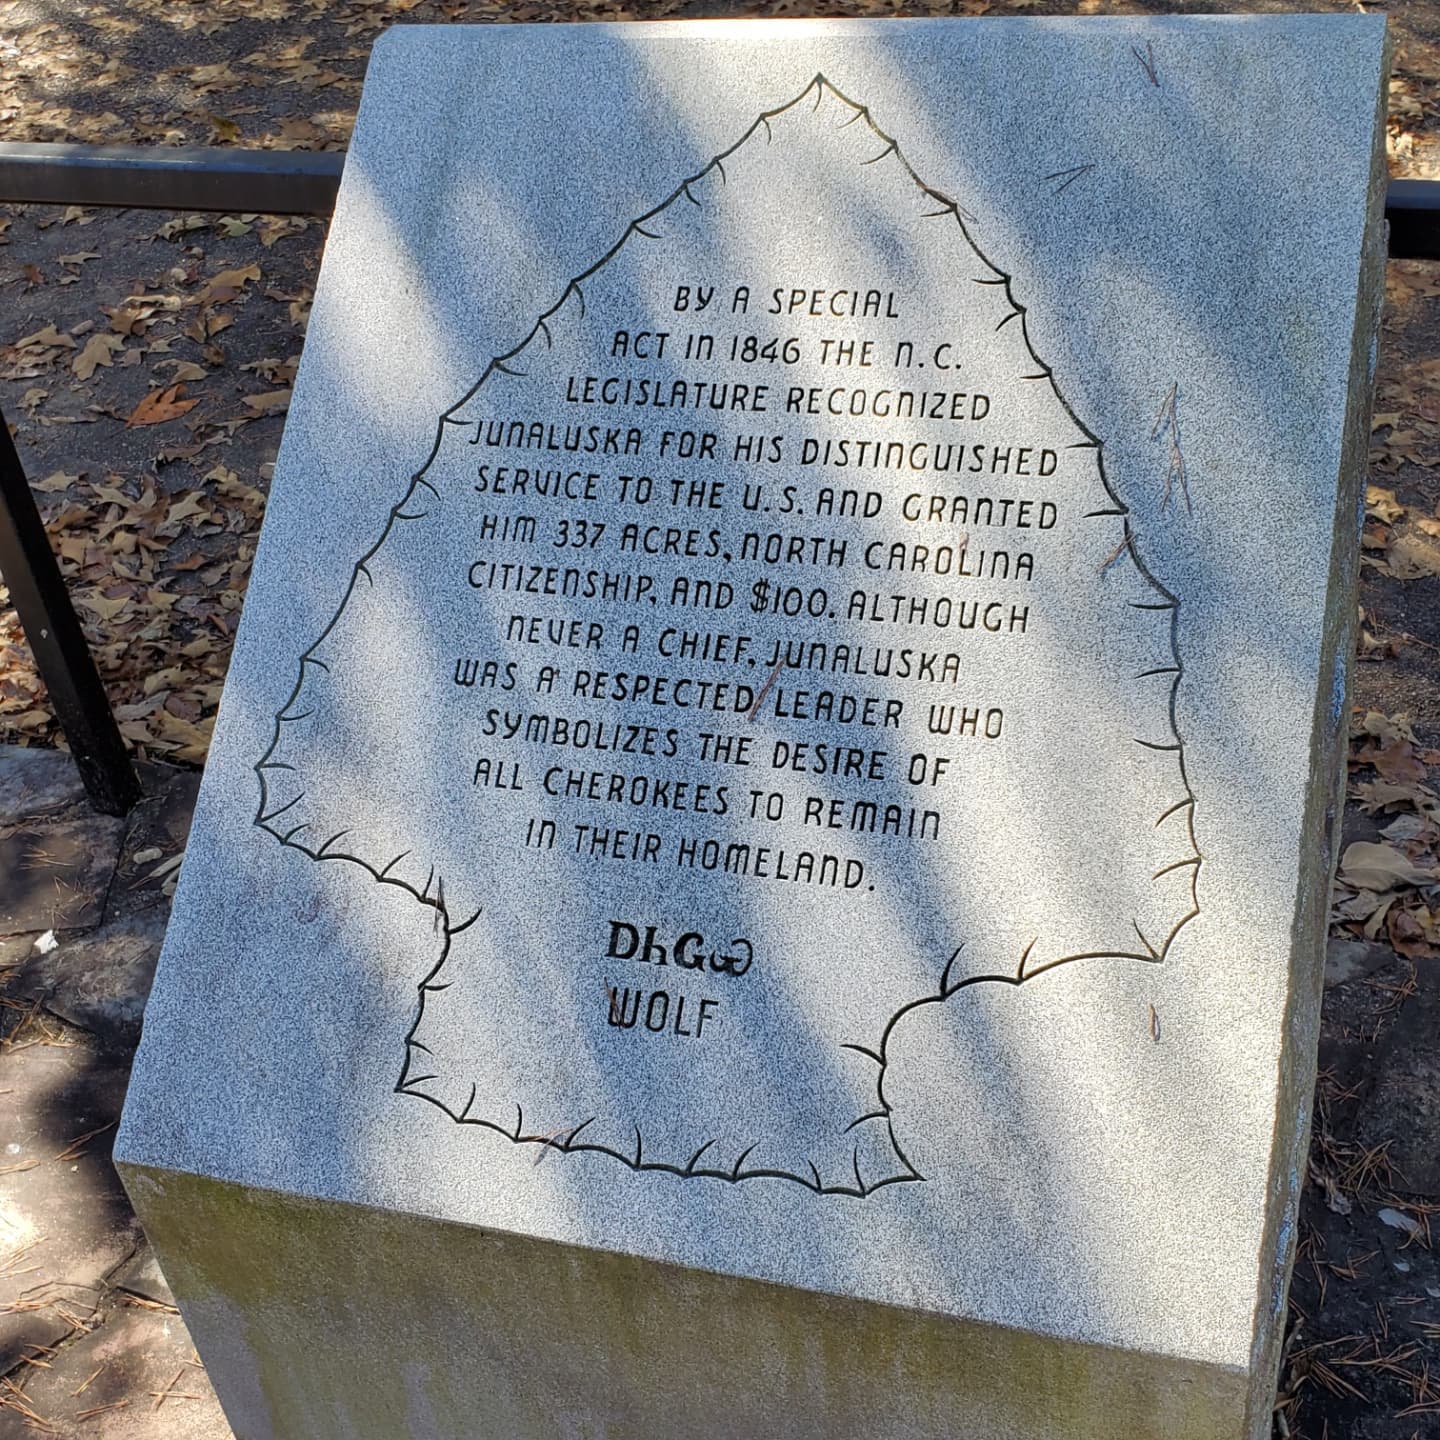 BY A SPECIAL
ACT IN 1846 THE N.C.
LEGISLATURE RECOGNIZED
JUNALUSKA FOR HIS DISTINGUISHED
SERVICE TO THE U.S. AND GRANTED
HIM 337 ACRES, NORTH CAROLINA
CITIZENSHIP, AND $100. ALTHOUGH
NEVER A CHIEF, JUNALUSKA
WAS A RESPECTED LEADER WHO
SYMBOLIZES THE DESIRE OF
ALL CHEROKEES TO REMAIN
IN THEIR HOMELAND.
ᎠᏂᏩᏯ
WOLF